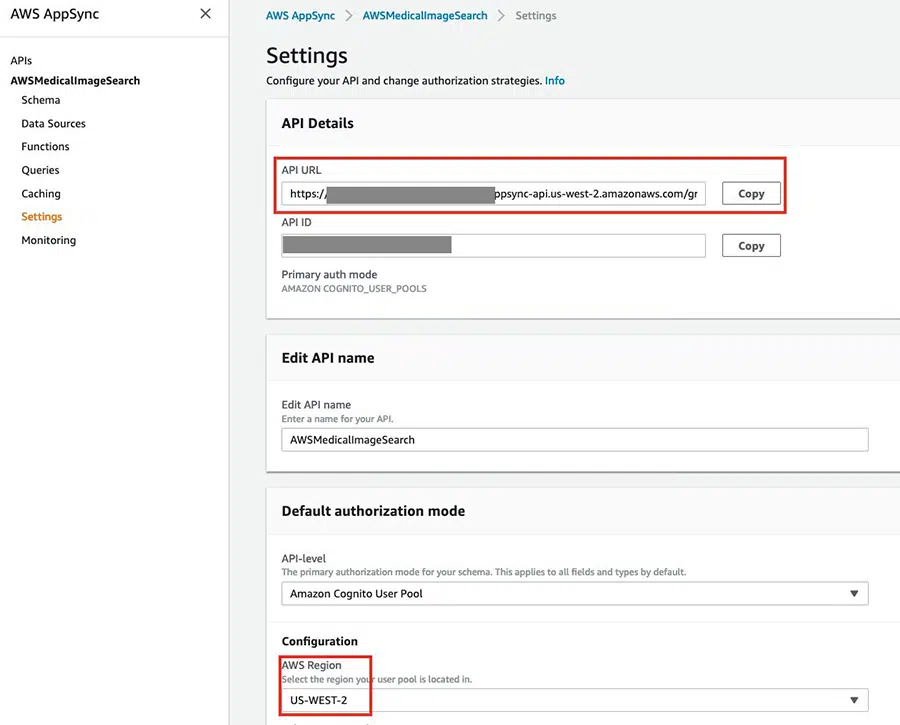 AWS AppSync
APIs
AWSMedicalImageSearch
Schema
Data Sources
Functions
Queries
Caching
Settings
Monitoring
AWS AppSync > AWSMedicalImageSearch > Settings
Settings
Configure your API and change authorization strategies. Info
API Details
API URL
https:/ ppsync-api.us-west-2.amazonaws.com/gr Copy
API ID
Copy
Primary auth mode
AMAZON COGNITO_USER_POOLS
Edit API name
Edit API name
Enter a name for your API.
AWSMedicalImageSearch
Default authorization mode
API-level
The primary authorization mode for your schema. This applies to all fields and types by default.
Amazon Cognito User Pool
Configuration
AWS Region
Select the region your user pool is located in.
US-WEST-2